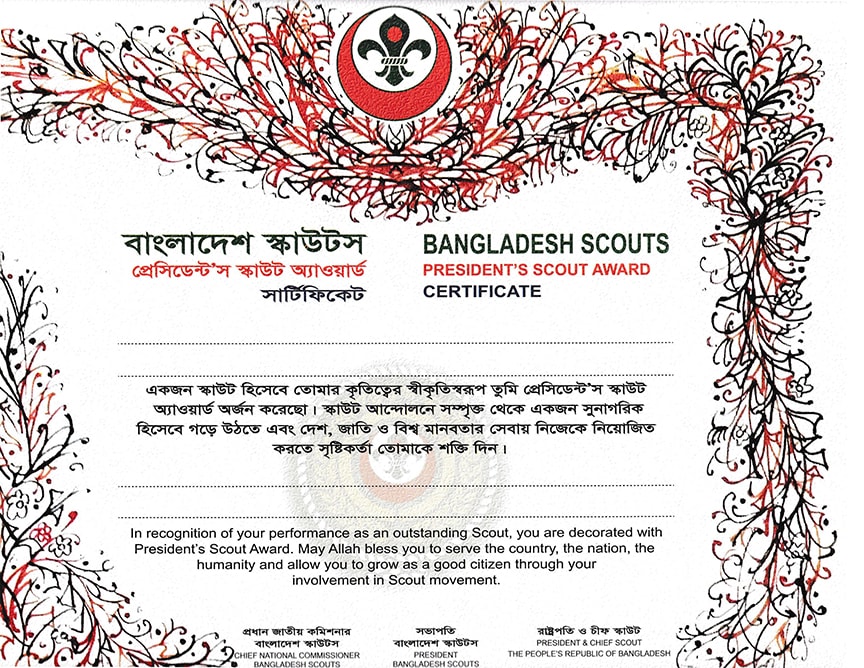 বাংলাদেশ স্কাউটস
প্রেসিডেন্ট'স স্কাউট অ্যাওয়ার্ড
সার্টিফিকেট
BANGLADESH SCOUTS
PRESIDENT'S SCOUT AWARD
CERTIFICATE
একজন স্কাউট হিসেবে তোমার কৃতিত্বের স্বীকৃতিস্বরূপ তুমি প্রেসিডেন্ট'স স্কাউট
অ্যাওয়ার্ড অর্জন করেছো। স্কাউট আন্দোলনে সম্পৃক্ত থেকে একজন সুনাগরিক
হিসেবে গড়ে উঠতে এবং দেশ, জাতি ও বিশ্ব মানবতার সেবায় নিজেকে নিয়োজিত
করতে সৃষ্টিকর্তা তোমাকে শক্তি দিন।
In recognition of your performance as an outstanding Scout, you are decorated with
President's Scout Award. May Allah bless you to serve the country, the nation, the
humanity and allow you to grow as a good citizen through your
involvement in Scout movement.
প্রধান জাতীয় কমিশনার
বাংলাদেশ স্কাউটস
CHIEF NATIONAL COMMISSIONER
BANGLADESH SCOUTS
সভাপতি
বাংলাদেশ স্কাউটস
PRESIDENT
BANGLADESH SCOUTS
রাষ্ট্রপতি ও চীফ স্কাউট
PRESIDENT & CHIEF SCOUT
THE PEOPLE'S REPUBLIC OF BANGLADESH